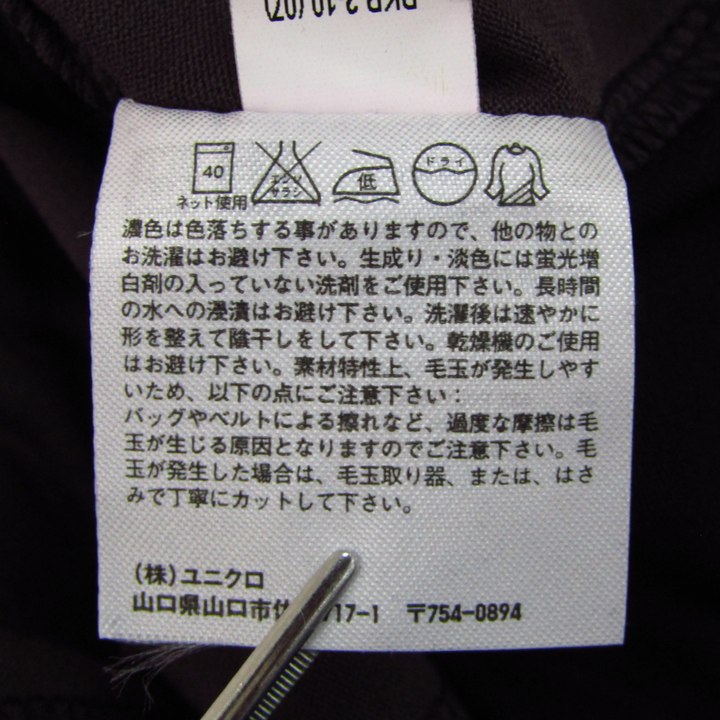 PKP 2.10 (07)
40
ネット使用
エンソ
サラシ
低
ドライ
濃色は色落ちする事がありますので、他の物との
お洗濯はお避け下さい。生成り・淡色には蛍光増
白剤の入っていない洗剤をご使用下さい。長時間
の水への浸漬はお避け下さい。洗濯後は速やかに
形を整えて陰干しをして下さい。乾燥機のご使用
はお避け下さい。素材特性上、毛玉が発生しやす
いため、以下の点にご注意下さい：
バッグやベルトによる擦れなど、過度な摩擦は毛
玉が生じる原因となりますのでご注意下さい。毛
玉が発生した場合は、毛玉取り器、または、はさ
みで丁寧にカットして下さい。
(株)ユニクロ
山口県山口市佐 717-1 〒754-0894